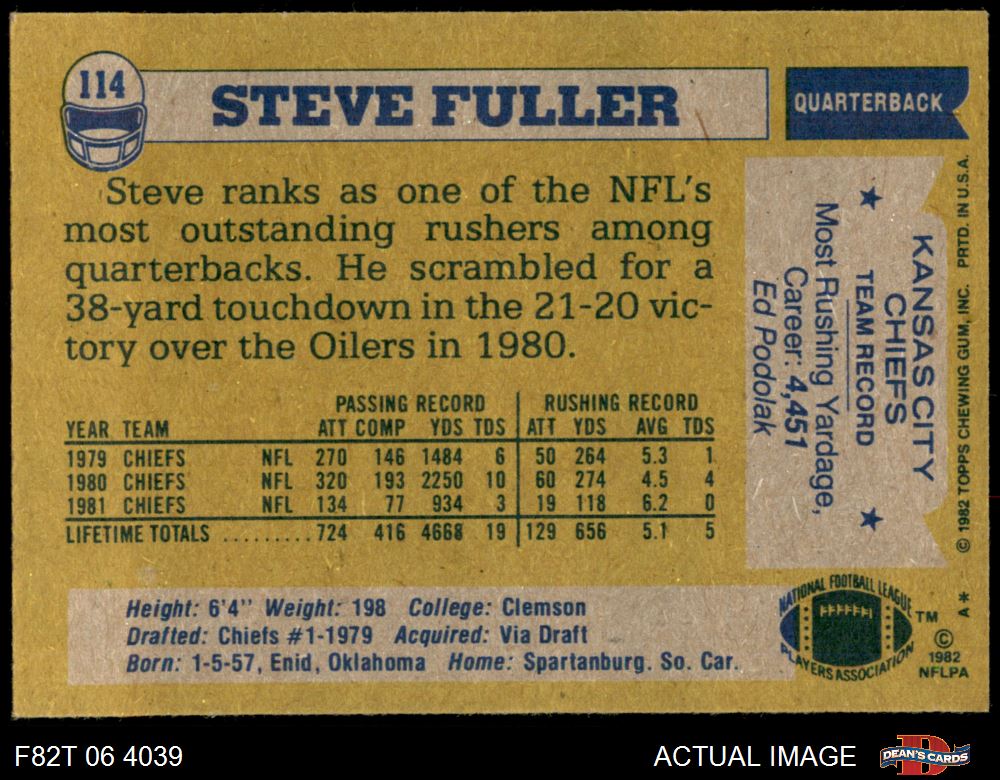 114
STEVE FULLER
QUARTERBACK
Steve ranks as one of the NFL's
most outstanding rushers among
quarterbacks. He scrambled for a
38-yard touchdown in the 21-20 vic-
tory over the Oilers in 1980.
PASSING RECORD RUSHING RECORD
YEAR TEAM ATT COMP YDS TDS ATT YDS AVG TDS
1979 CHIEFS NFL 270 146 1484 6 50 264 5.3 1
1980 CHIEFS NFL 320 193 2250 10 60 274 4.5 4
1981 CHIEFS NFL 134 77 934 3 19 118 6.2 0
LIFETIME TOTALS ......... 724 416 4668 19 129 656 5.1 5
Height: 6'4" Weight: 198 College: Clemson
Drafted: Chiefs #1-1979 Acquired: Via Draft
Born: 1-5-57, Enid, Oklahoma Home: Spartanburg. So. Car.
KANSAS CITY
CHIEFS
★ TEAM RECORD ★
Most Rushing Yardage,
Career: 4,451
Ed Podolak
© 1982 TOPPS CHEWING GUM, INC. PRTD. IN U.S.A.
A*
NATIONAL FOOTBALL LEAGUE
PLAYERS ASSOCIATION
TM
©
1982
NFLPA
F82T 06 4039
ACTUAL IMAGE
D
DEAN'S CARDS